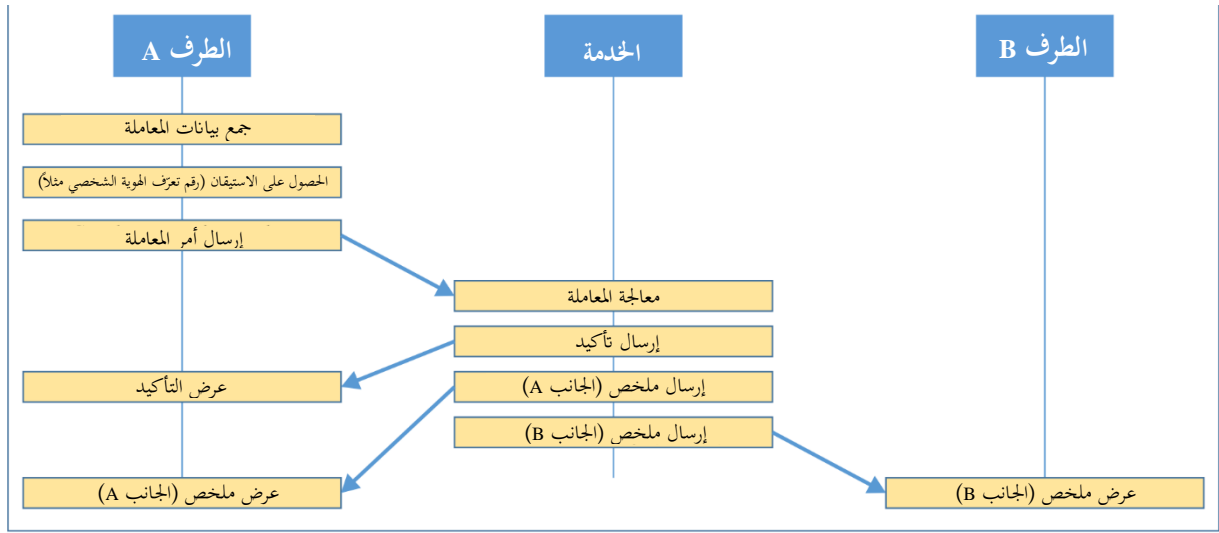 الطرف A
الخدمة
الطرف B
جمع بيانات المعاملة
الحصول على الاستيقان (رقم تعرّف الهوية الشخصي مثلاً)
إرسال أمر المعاملة
معالجة المعاملة
إرسال تأكيد
عرض التأكيد
إرسال ملخص (الجانب A)
إرسال ملخص (الجانب B)
عرض ملخص (الجانب A)
عرض ملخص (الجانب B)